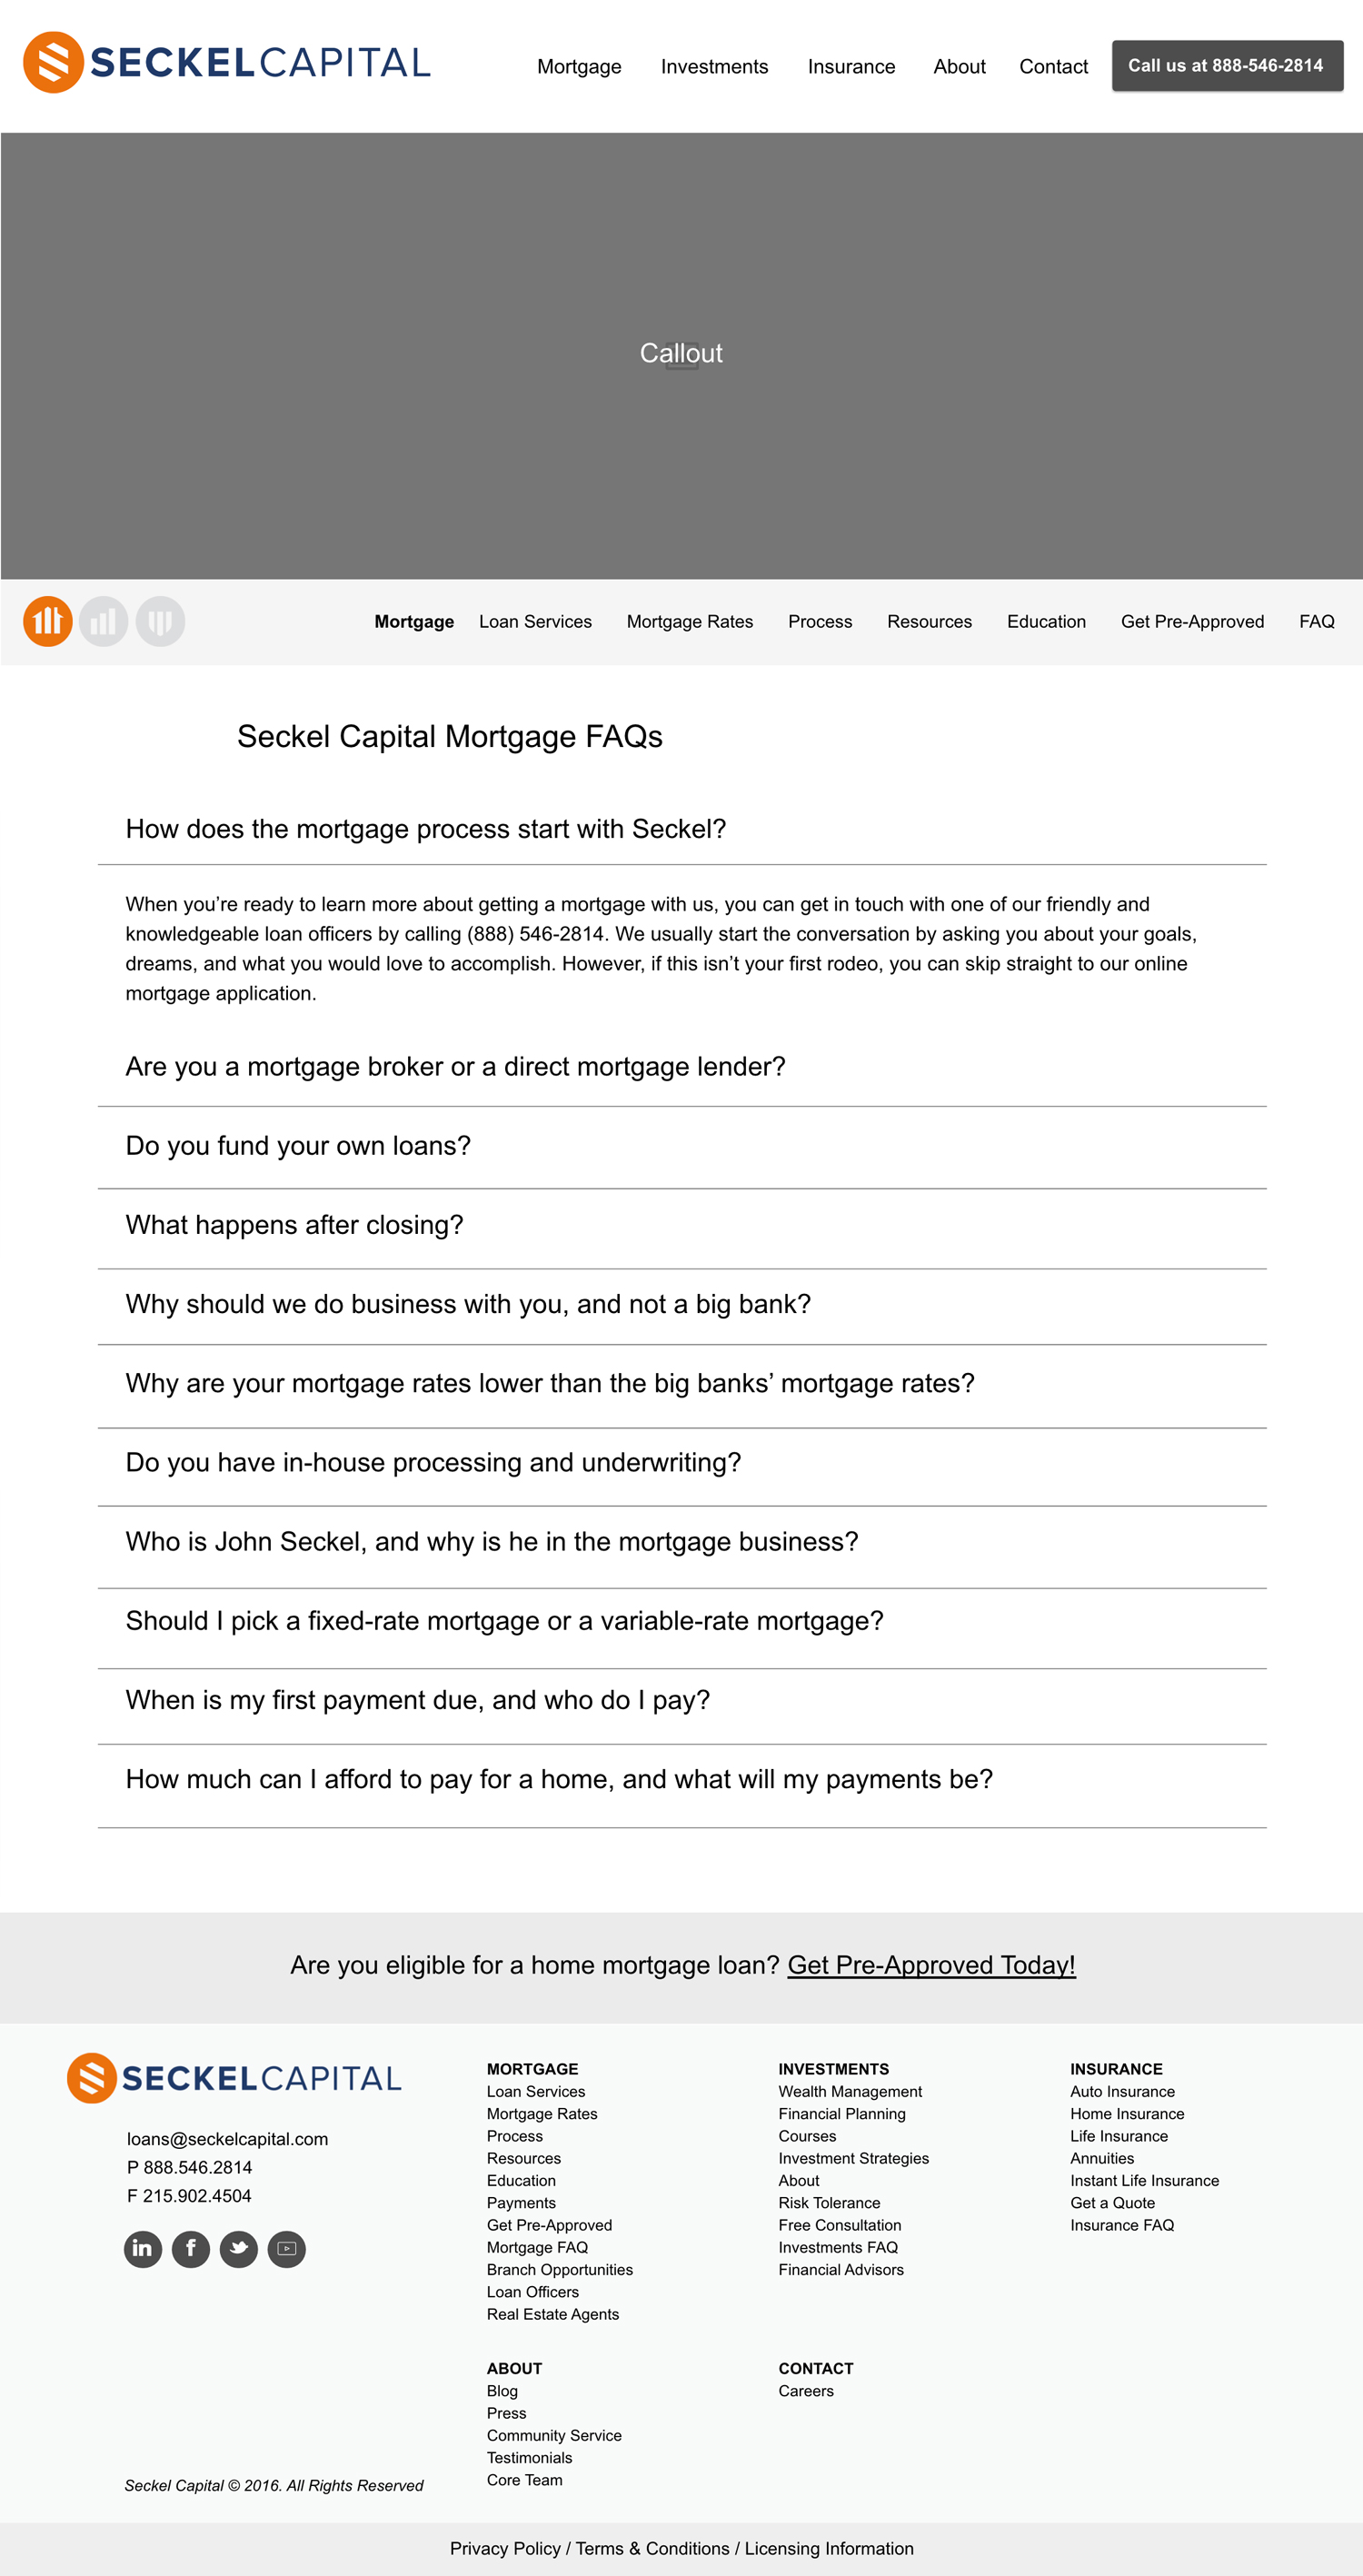 SECKELCAPITAL
Mortgage Investments Insurance About Contact Call us at 888-546-2814
Callout
Mortgage Loan Services Mortgage Rates Process Resources Education Get Pre-Approved FAQ
Seckel Capital Mortgage FAQs
How does the mortgage process start with Seckel?
When you’re ready to learn more about getting a mortgage with us, you can get in touch with one of our friendly and
knowledgeable loan officers by calling (888) 546-2814. We usually start the conversation by asking you about your goals,
dreams, and what you would love to accomplish. However, if this isn’t your first rodeo, you can skip straight to our online
mortgage application.
Are you a mortgage broker or a direct mortgage lender?
Do you fund your own loans?
What happens after closing?
Why should we do business with you, and not a big bank?
Why are your mortgage rates lower than the big banks’ mortgage rates?
Do you have in-house processing and underwriting?
Who is John Seckel, and why is he in the mortgage business?
Should I pick a fixed-rate mortgage or a variable-rate mortgage?
When is my first payment due, and who do I pay?
How much can I afford to pay for a home, and what will my payments be?
Are you eligible for a home mortgage loan? Get Pre-Approved Today!
SECKELCAPITAL
loans@seckelcapital.com
P 888.546.2814
F 215.902.4504
in f
MORTGAGE
Loan Services
Mortgage Rates
Process
Resources
Education
Payments
Get Pre-Approved
Mortgage FAQ
Branch Opportunities
Loan Officers
Real Estate Agents
INVESTMENTS
Wealth Management
Financial Planning
Courses
Investment Strategies
About
Risk Tolerance
Free Consultation
Investments FAQ
Financial Advisors
INSURANCE
Auto Insurance
Home Insurance
Life Insurance
Annuities
Instant Life Insurance
Get a Quote
Insurance FAQ
ABOUT
Blog
Press
Community Service
Testimonials
Core Team
CONTACT
Careers
Seckel Capital © 2016. All Rights Reserved
Privacy Policy / Terms & Conditions / Licensing Information